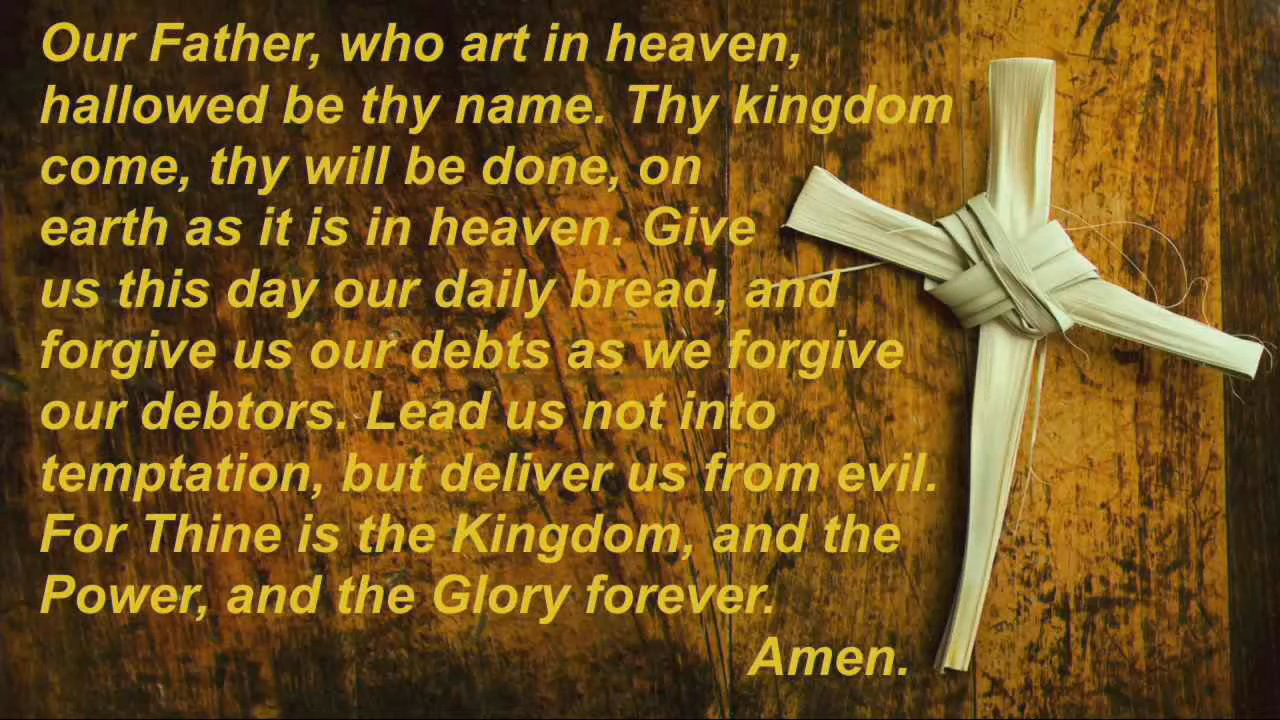 Our Father, who art in heaven,
hallowed be thy name. Thy kingdom
come, thy will be done, on
earth as it is in heaven. Give
us this day our daily bread, and
forgive us our debts as we forgive
our debtors. Lead us not into
temptation, but deliver us from evil.
For Thine is the Kingdom, and the
Power, and the Glory forever.
Amen.